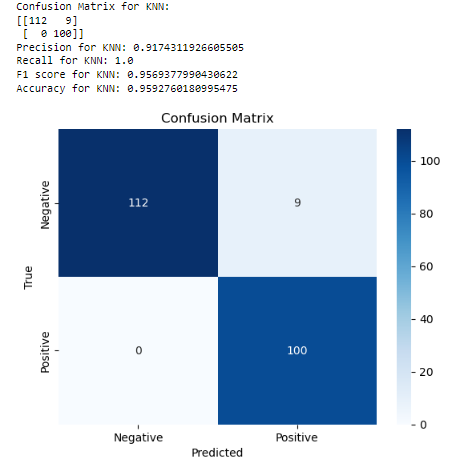 Confusion Matrix for KNN:
[[112   9]
 [  0 100]]
Precision for KNN: 0.9174311926605505
Recall for KNN: 1.0
F1 score for KNN: 0.9569377990430622
Accuracy for KNN: 0.9592760180995475
Confusion Matrix
Negative 112 9
Positive 0 100
True
Negative Positive
Predicted
100
80
60
40
20
0